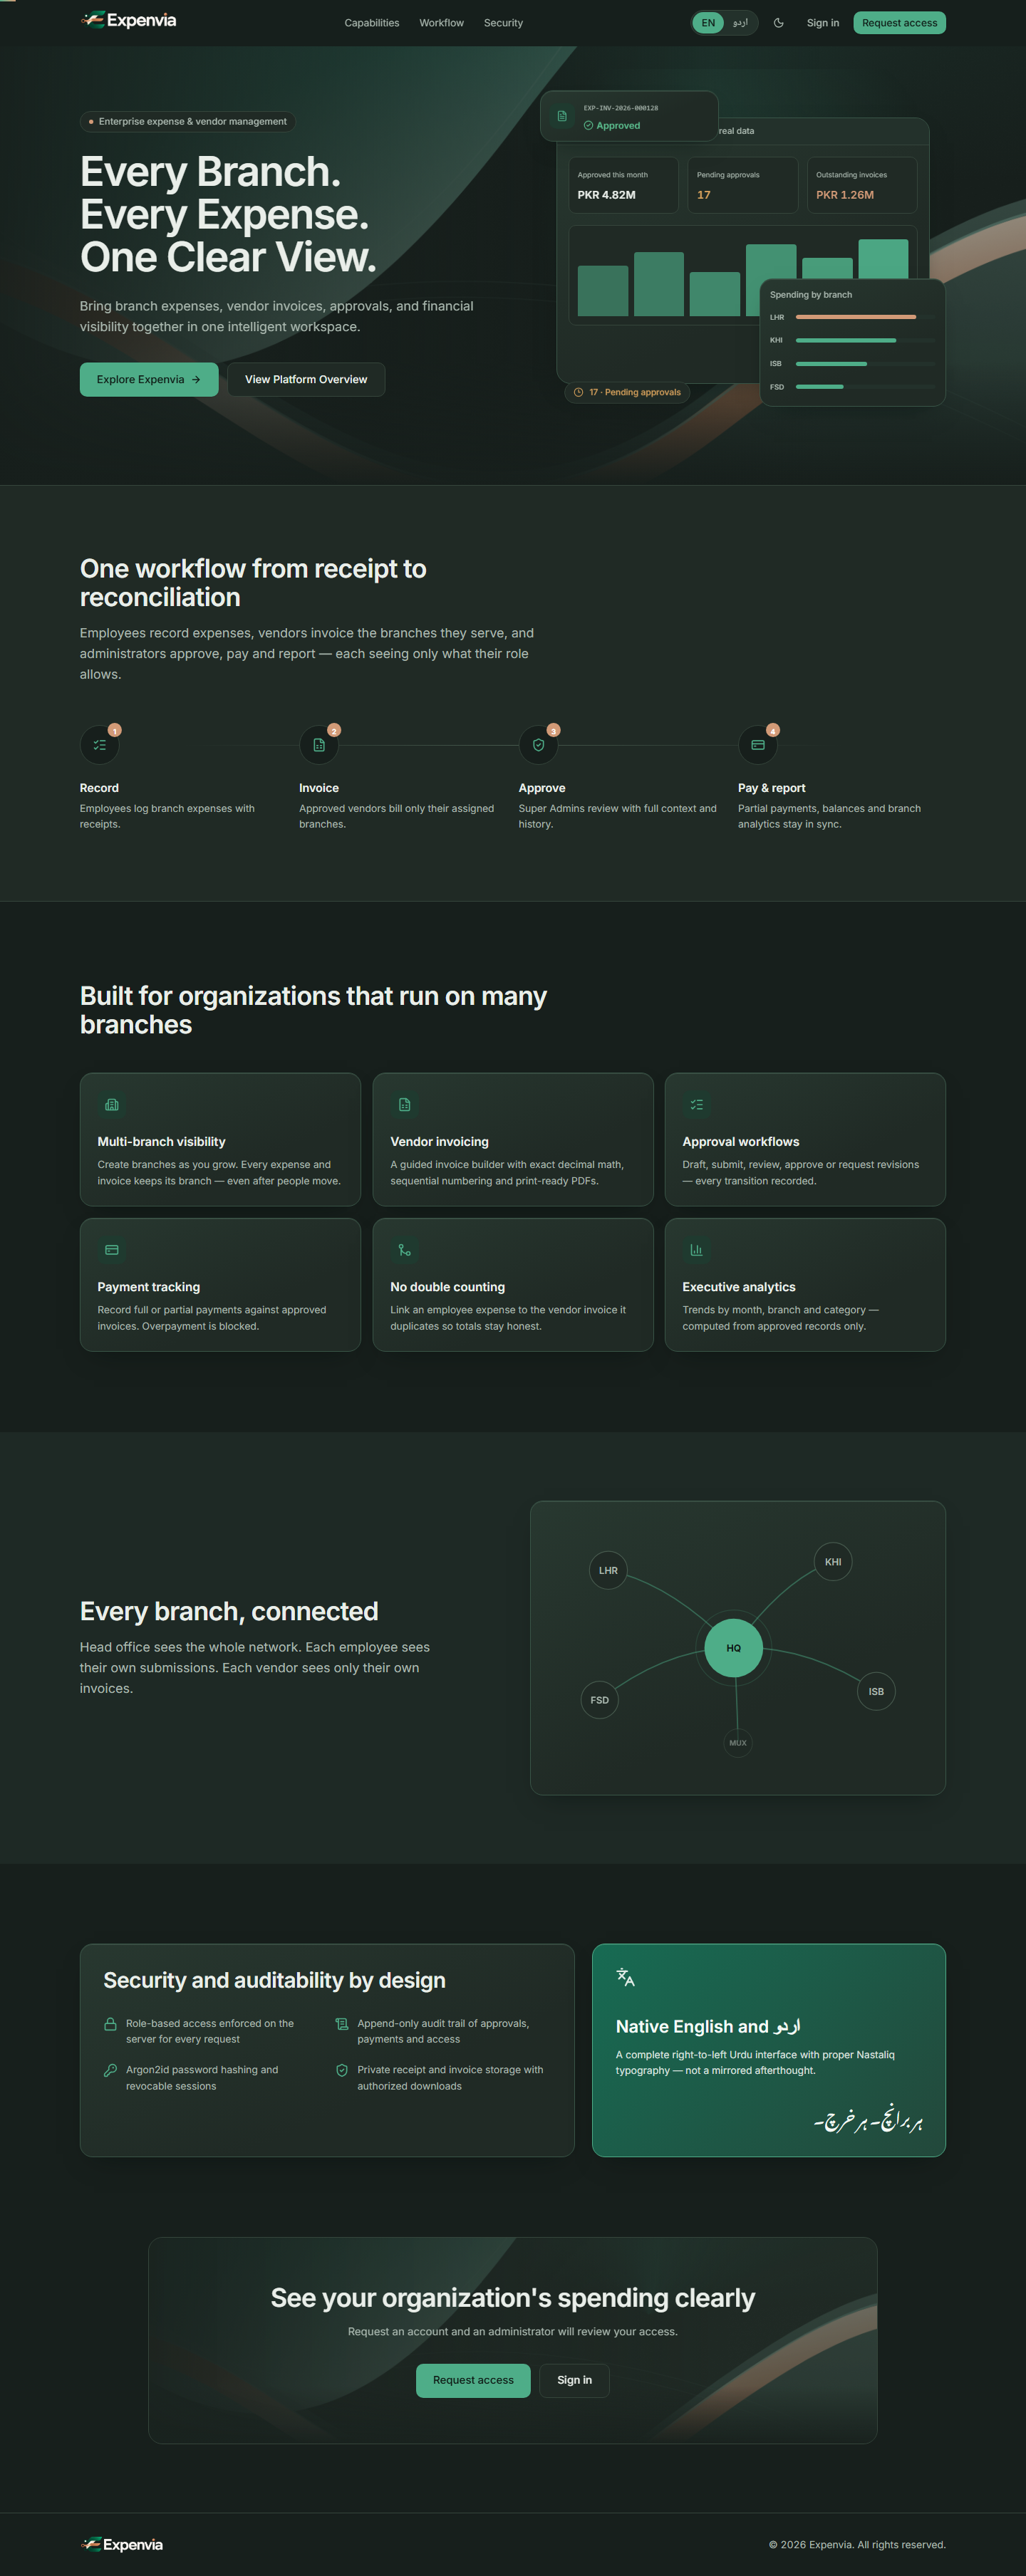 Expenvia
Capabilities
Workflow
Security
EN
اردو
Sign in
Request access
Enterprise expense & vendor management
Every Branch.
Every Expense.
One Clear View.
Bring branch expenses, vendor invoices, approvals, and financial
visibility together in one intelligent workspace.
Explore Expenvia
View Platform Overview
EXP-INV-2026-000128
Approved
real data
Approved this month
PKR 4.82M
Pending approvals
17
Outstanding invoices
PKR 1.26M
Spending by branch
LHR
KHI
ISB
FSD
17 · Pending approvals
One workflow from receipt to
reconciliation
Employees record expenses, vendors invoice the branches they serve, and
administrators approve, pay and report — each seeing only what their role
allows.
1
Record
Employees log branch expenses with
receipts.
2
Invoice
Approved vendors bill only their assigned
branches.
3
Approve
Super Admins review with full context and
history.
4
Pay & report
Partial payments, balances and branch
analytics stay in sync.
Built for organizations that run on many
branches
Multi-branch visibility
Create branches as you grow. Every expense and
invoice keeps its branch — even after people move.
Vendor invoicing
A guided invoice builder with exact decimal math,
sequential numbering and print-ready PDFs.
Approval workflows
Draft, submit, review, approve or request revisions
— every transition recorded.
Payment tracking
Record full or partial payments against approved
invoices. Overpayment is blocked.
No double counting
Link an employee expense to the vendor invoice it
duplicates so totals stay honest.
Executive analytics
Trends by month, branch and category —
computed from approved records only.
Every branch, connected
Head office sees the whole network. Each employee sees
their own submissions. Each vendor sees only their own
invoices.
LHR
KHI
HQ
FSD
ISB
MUX
Security and auditability by design
Role-based access enforced on the
server for every request
Append-only audit trail of approvals,
payments and access
Argon2id password hashing and
revocable sessions
Private receipt and invoice storage with
authorized downloads
Native English and اردو
A complete right-to-left Urdu interface with proper Nastaliq
typography — not a mirrored afterthought.
ہر برانچ۔ ہر خرچ۔
See your organization's spending clearly
Request an account and an administrator will review your access.
Request access
Sign in
Expenvia
© 2026 Expenvia. All rights reserved.